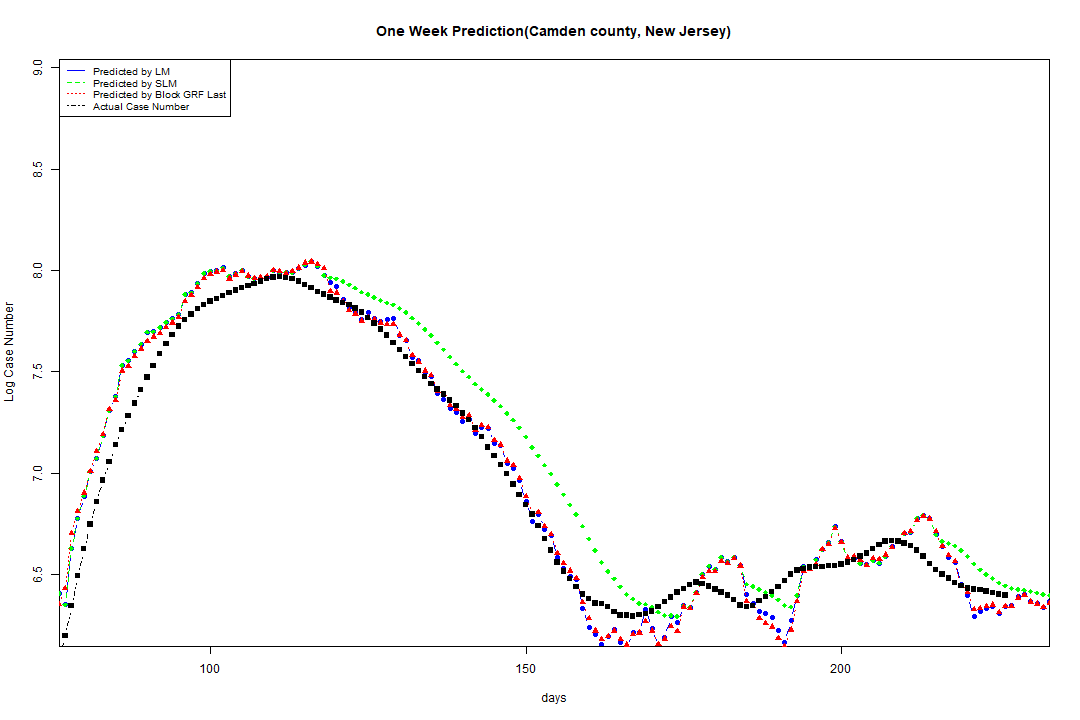 One Week Prediction(Camden county, New Jersey)
Predicted by LM
Predicted by SLM
Predicted by Block GRF Last
Actual Case Number
9.0
8.5
8.0
7.5
7.0
6.5
Log Case Number
100 150 200
days